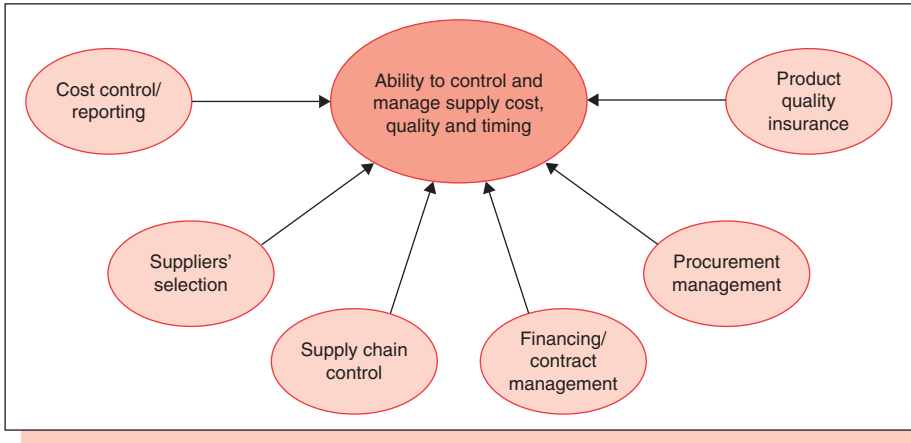 Cost control/
reporting
Ability to control and
manage supply cost,
quality and timing
Product
quality
insurance
Suppliers'
selection
Procurement
management
Supply chain
control
Financing/
contract
management